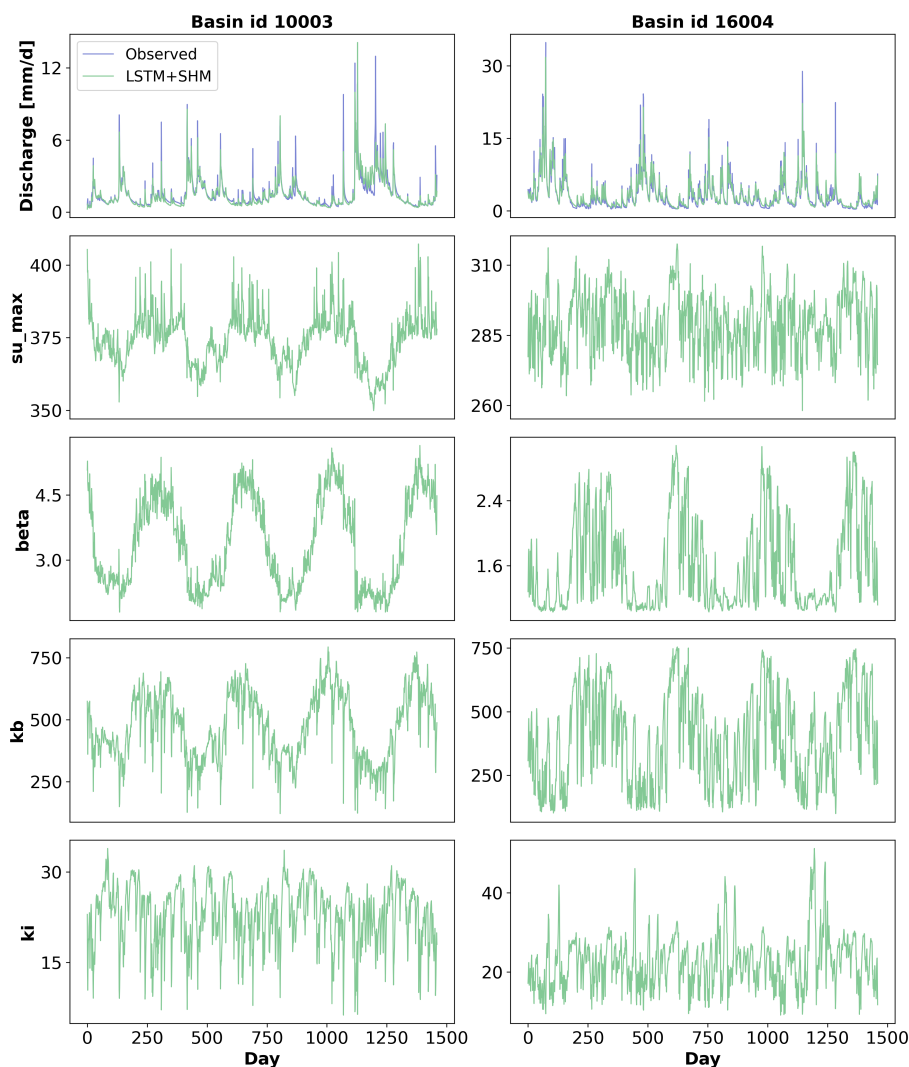 Basin id 10003
Basin id 16004
Discharge [mm/d]
12
6
0
Observed
LSTM+SHM
30
15
0
su_max
400
375
350
310
285
260
beta
4.5
3.0
2.4
1.6
kb
750
500
250
750
500
250
ki
30
15
40
20
0 250 500 750 1000 1250 1500
0 250 500 750 1000 1250 1500
Day
Day